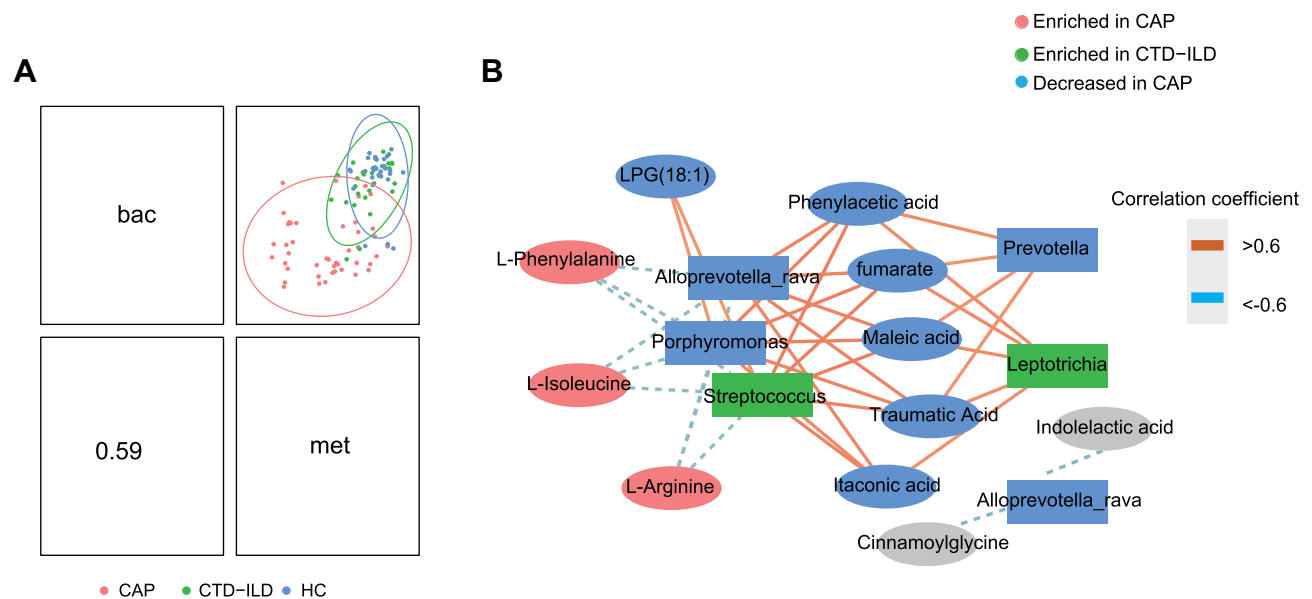 A
B
Enriched in CAP
Enriched in CTD−ILD
Decreased in CAP
bac
0.59
met
CAP
CTD−ILD
HC
LPG(18:1)
Phenylacetic acid
L-Phenylalanine
Alloprevotella_rava
fumarate
Prevotella
Porphyromonas
Maleic acid
Leptotrichia
L-Isoleucine
Streptococcus
Traumatic Acid
Indolelactic acid
L-Arginine
Itaconic acid
Alloprevotella_rava
Cinnamoylglycine
Correlation coefficient
>0.6
<-0.6